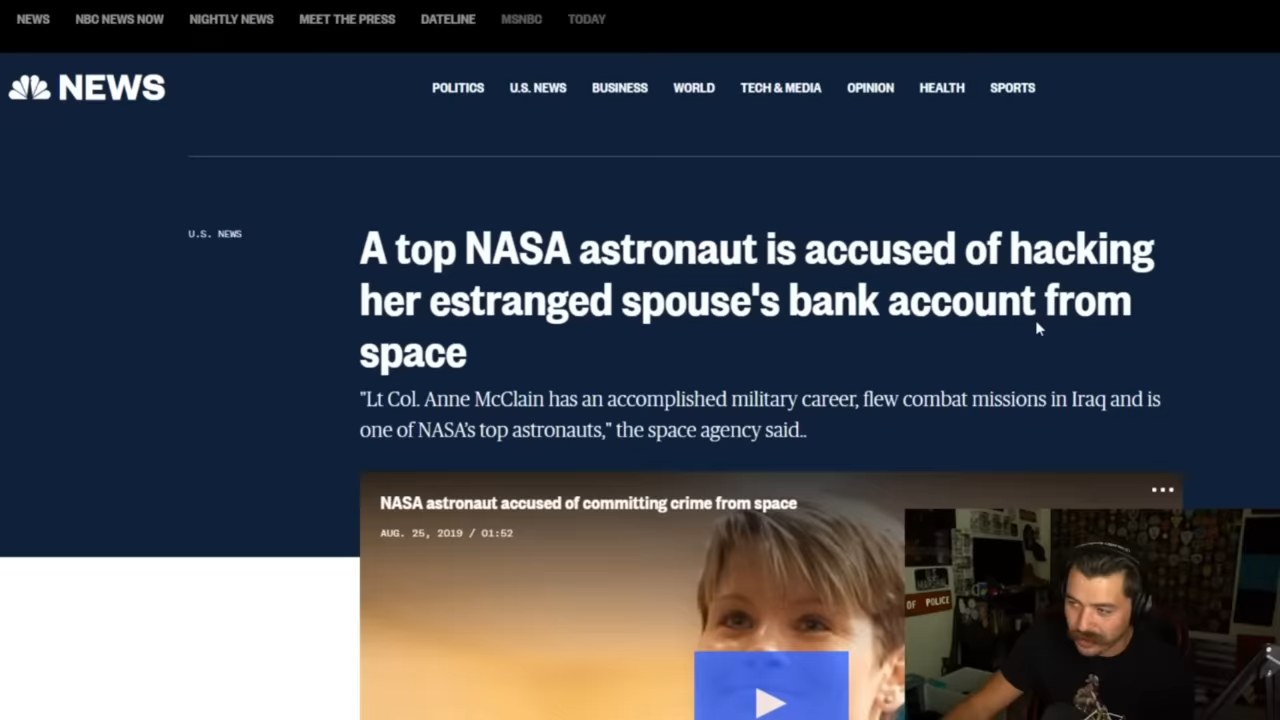 NEWS NBC NEWS NOW NIGHTLY NEWS MEET THE PRESS DATELINE MSNBC TODAY
NEWS POLITICS U.S. NEWS BUSINESS WORLD TECH & MEDIA OPINION HEALTH SPORTS
U.S. NEWS
A top NASA astronaut is accused of hacking
her estranged spouse's bank account from
space
"Lt Col. Anne McClain has an accomplished military career, flew combat missions in Iraq and is
one of NASA's top astronauts," the space agency said..
NASA astronaut accused of committing crime from space
AUG. 25, 2019 / 01:52
OF POLICE